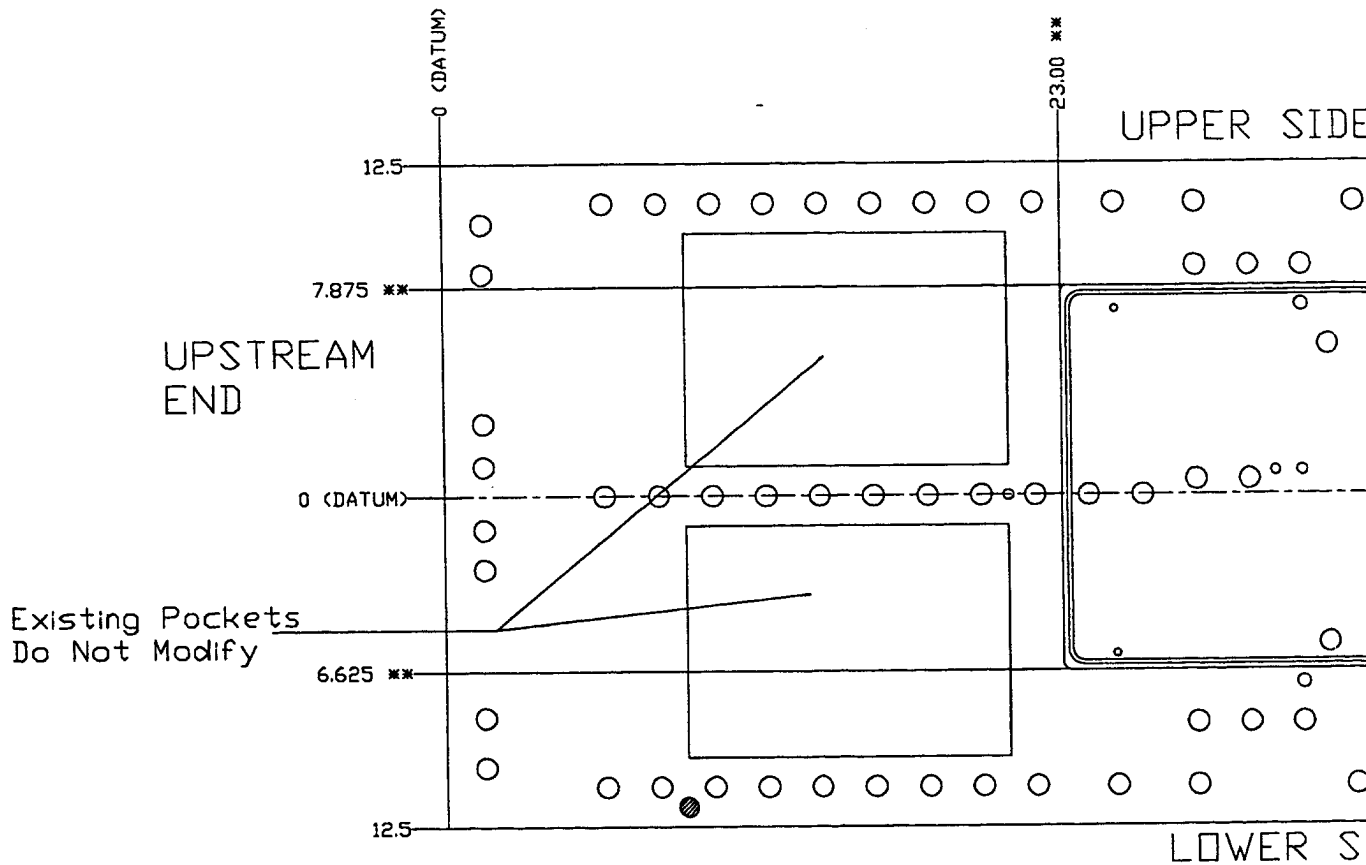 0 (DATUM)
23.00 **
UPPER SIDE
12.5
7.875 **
UPSTREAM
END
0 (DATUM)
Existing Pockets
Do Not Modify
6.625 **
12.5
LOWER S